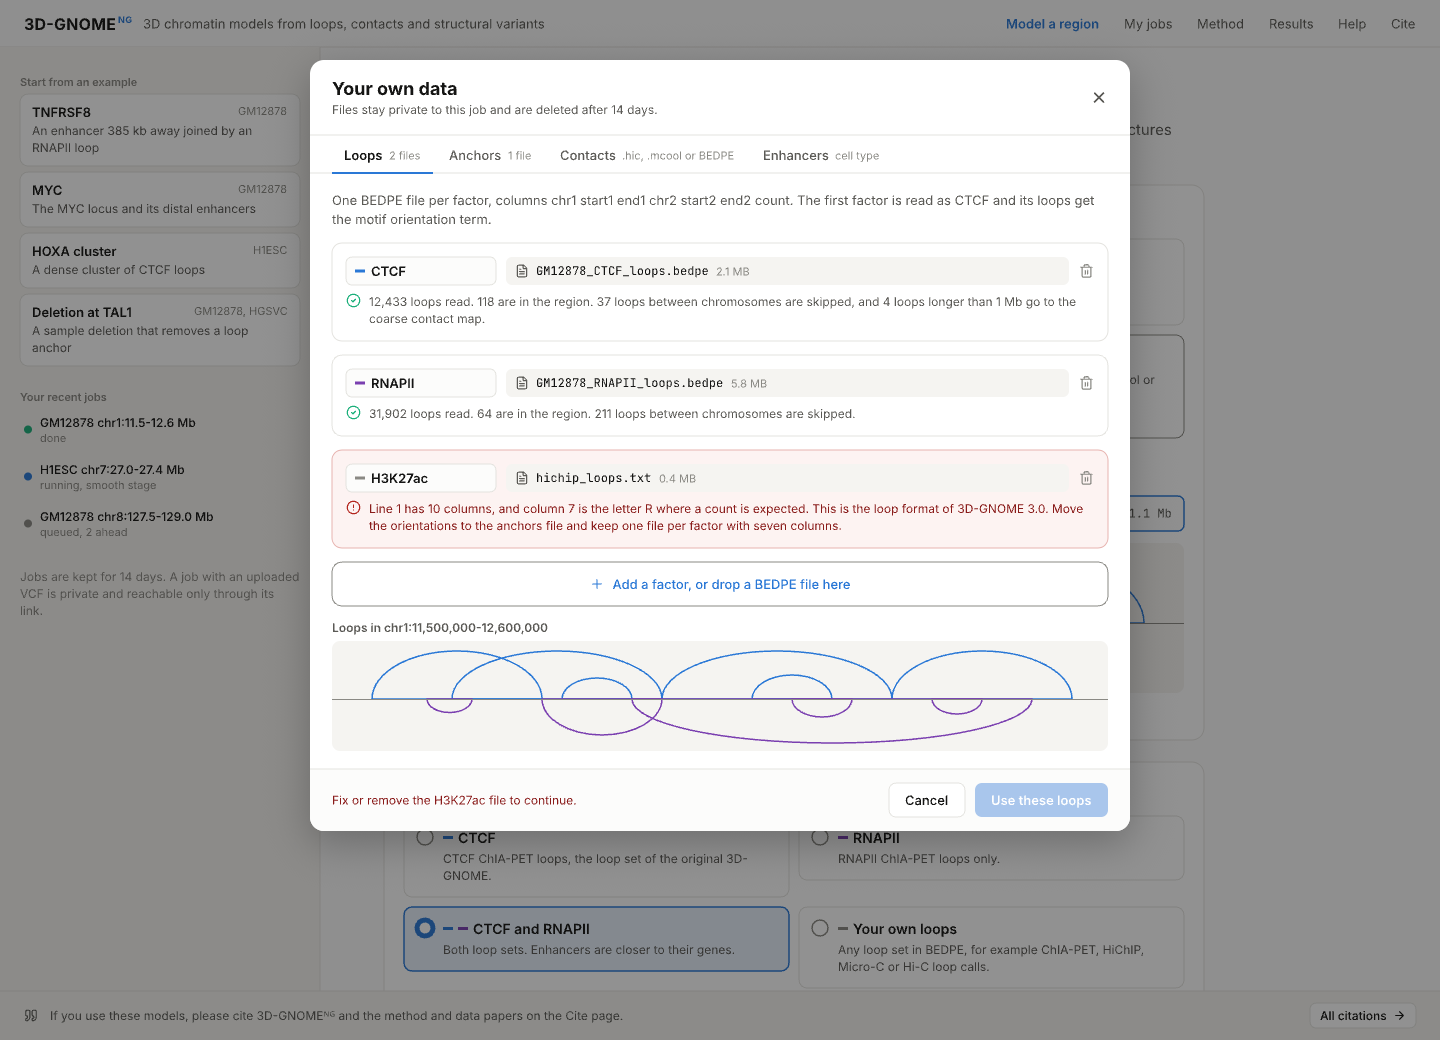 3D-GNOME NG 3D chromatin models from loops, contacts and structural variants
Model a region My jobs Method Results Help Cite
Start from an example
TNFRSF8 GM12878
An enhancer 385 kb away joined by an
RNAPII loop
MYC GM12878
The MYC locus and its distal enhancers
HOXA cluster H1ESC
A dense cluster of CTCF loops
Deletion at TAL1 GM12878, HGSVC
A sample deletion that removes a loop
anchor
Your recent jobs
GM12878 chr1:11.5-12.6 Mb
done
H1ESC chr7:27.0-27.4 Mb
running, smooth stage
GM12878 chr8:127.5-129.0 Mb
queued, 2 ahead
Jobs are kept for 14 days. A job with an uploaded
VCF is private and reachable only through its
link.
Your own data
Files stay private to this job and are deleted after 14 days.
Loops 2 files Anchors 1 file Contacts .hic, .mcool or BEDPE Enhancers cell type
One BEDPE file per factor, columns chr1 start1 end1 chr2 start2 end2 count. The first factor is read as CTCF and its loops get
the motif orientation term.
CTCF GM12878_CTCF_loops.bedpe 2.1 MB
12,433 loops read. 118 are in the region. 37 loops between chromosomes are skipped, and 4 loops longer than 1 Mb go to the
coarse contact map.
RNAPII GM12878_RNAPII_loops.bedpe 5.8 MB
31,902 loops read. 64 are in the region. 211 loops between chromosomes are skipped.
H3K27ac hichip_loops.txt 0.4 MB
Line 1 has 10 columns, and column 7 is the letter R where a count is expected. This is the loop format of 3D-GNOME 3.0. Move
the orientations to the anchors file and keep one file per factor with seven columns.
Add a factor, or drop a BEDPE file here
Loops in chr1:11,500,000-12,600,000
Fix or remove the H3K27ac file to continue.
Cancel Use these loops
ctures
ol or
1.1 Mb
CTCF
CTCF ChIA-PET loops, the loop set of the original 3D-
GNOME.
RNAPII
RNAPII ChIA-PET loops only.
CTCF and RNAPII
Both loop sets. Enhancers are closer to their genes.
Your own loops
Any loop set in BEDPE, for example ChIA-PET, HiChIP,
Micro-C or Hi-C loop calls.
If you use these models, please cite 3D-GNOME NG and the method and data papers on the Cite page.
All citations